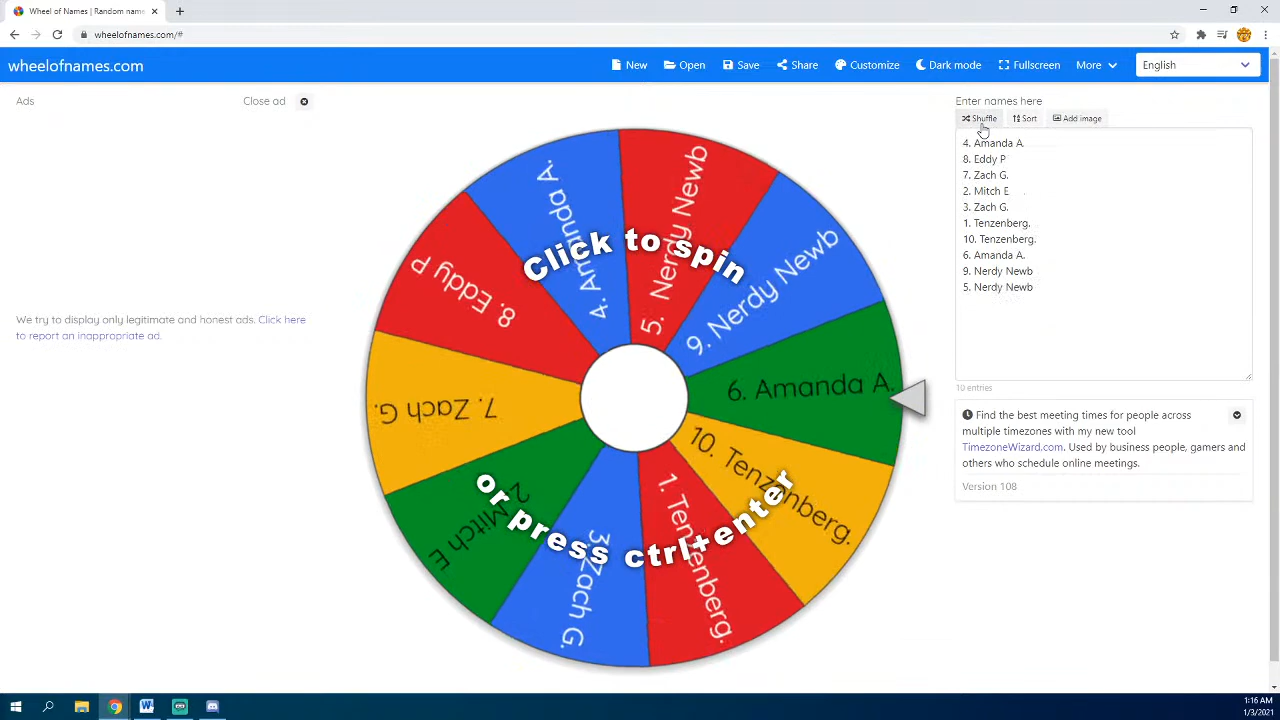 Wheel of Names | Random name
wheelofnames.com/#
wheelofnames.com
New
Open
Save
Share
Customize
Dark mode
Fullscreen
More
English
Ads
Close ad
We try to display only legitimate and honest ads. Click here
to report an inappropriate ad.
Click to spin
or press ctrl+enter
4. Amanda A.
5. Nerdy Newb
9. Nerdy Newb
6. Amanda A.
10. Tenzenberg.
1. Tenzenberg.
3. Zach G.
2. Mitch E
7. Zach G.
8. Eddy P
Enter names here
Shuffle
Sort
Add image
4. Amanda A.
8. Eddy P
7. Zach G.
2. Mitch E
3. Zach G.
1. Tenzenberg.
10. Tenzenberg.
6. Amanda A.
9. Nerdy Newb
5. Nerdy Newb
10 entries
Find the best meeting times for people across
multiple timezones with my new tool
TimezoneWizard.com. Used by business people, gamers and
others who schedule online meetings.
Version 108
1:16 AM
1/3/2021